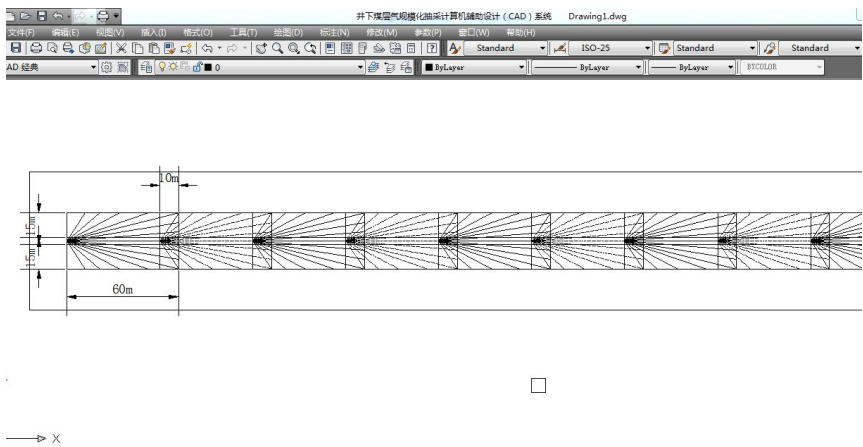 井下煤层气规模化抽采计算机辅助设计（CAD）系统 Drawing1.dwg
文件(F) 编辑(E) 视图(V) 插入(I) 格式(O) 工具(T) 绘图(D) 标注(N) 修改(M) 参数(P) 窗口(W) 帮助(H)
Standard ISO-25 Standard Standard
AD 经典 0 ByLayer ByLayer ByLayer BYCOLOR
10m
15m
15m
60m
X